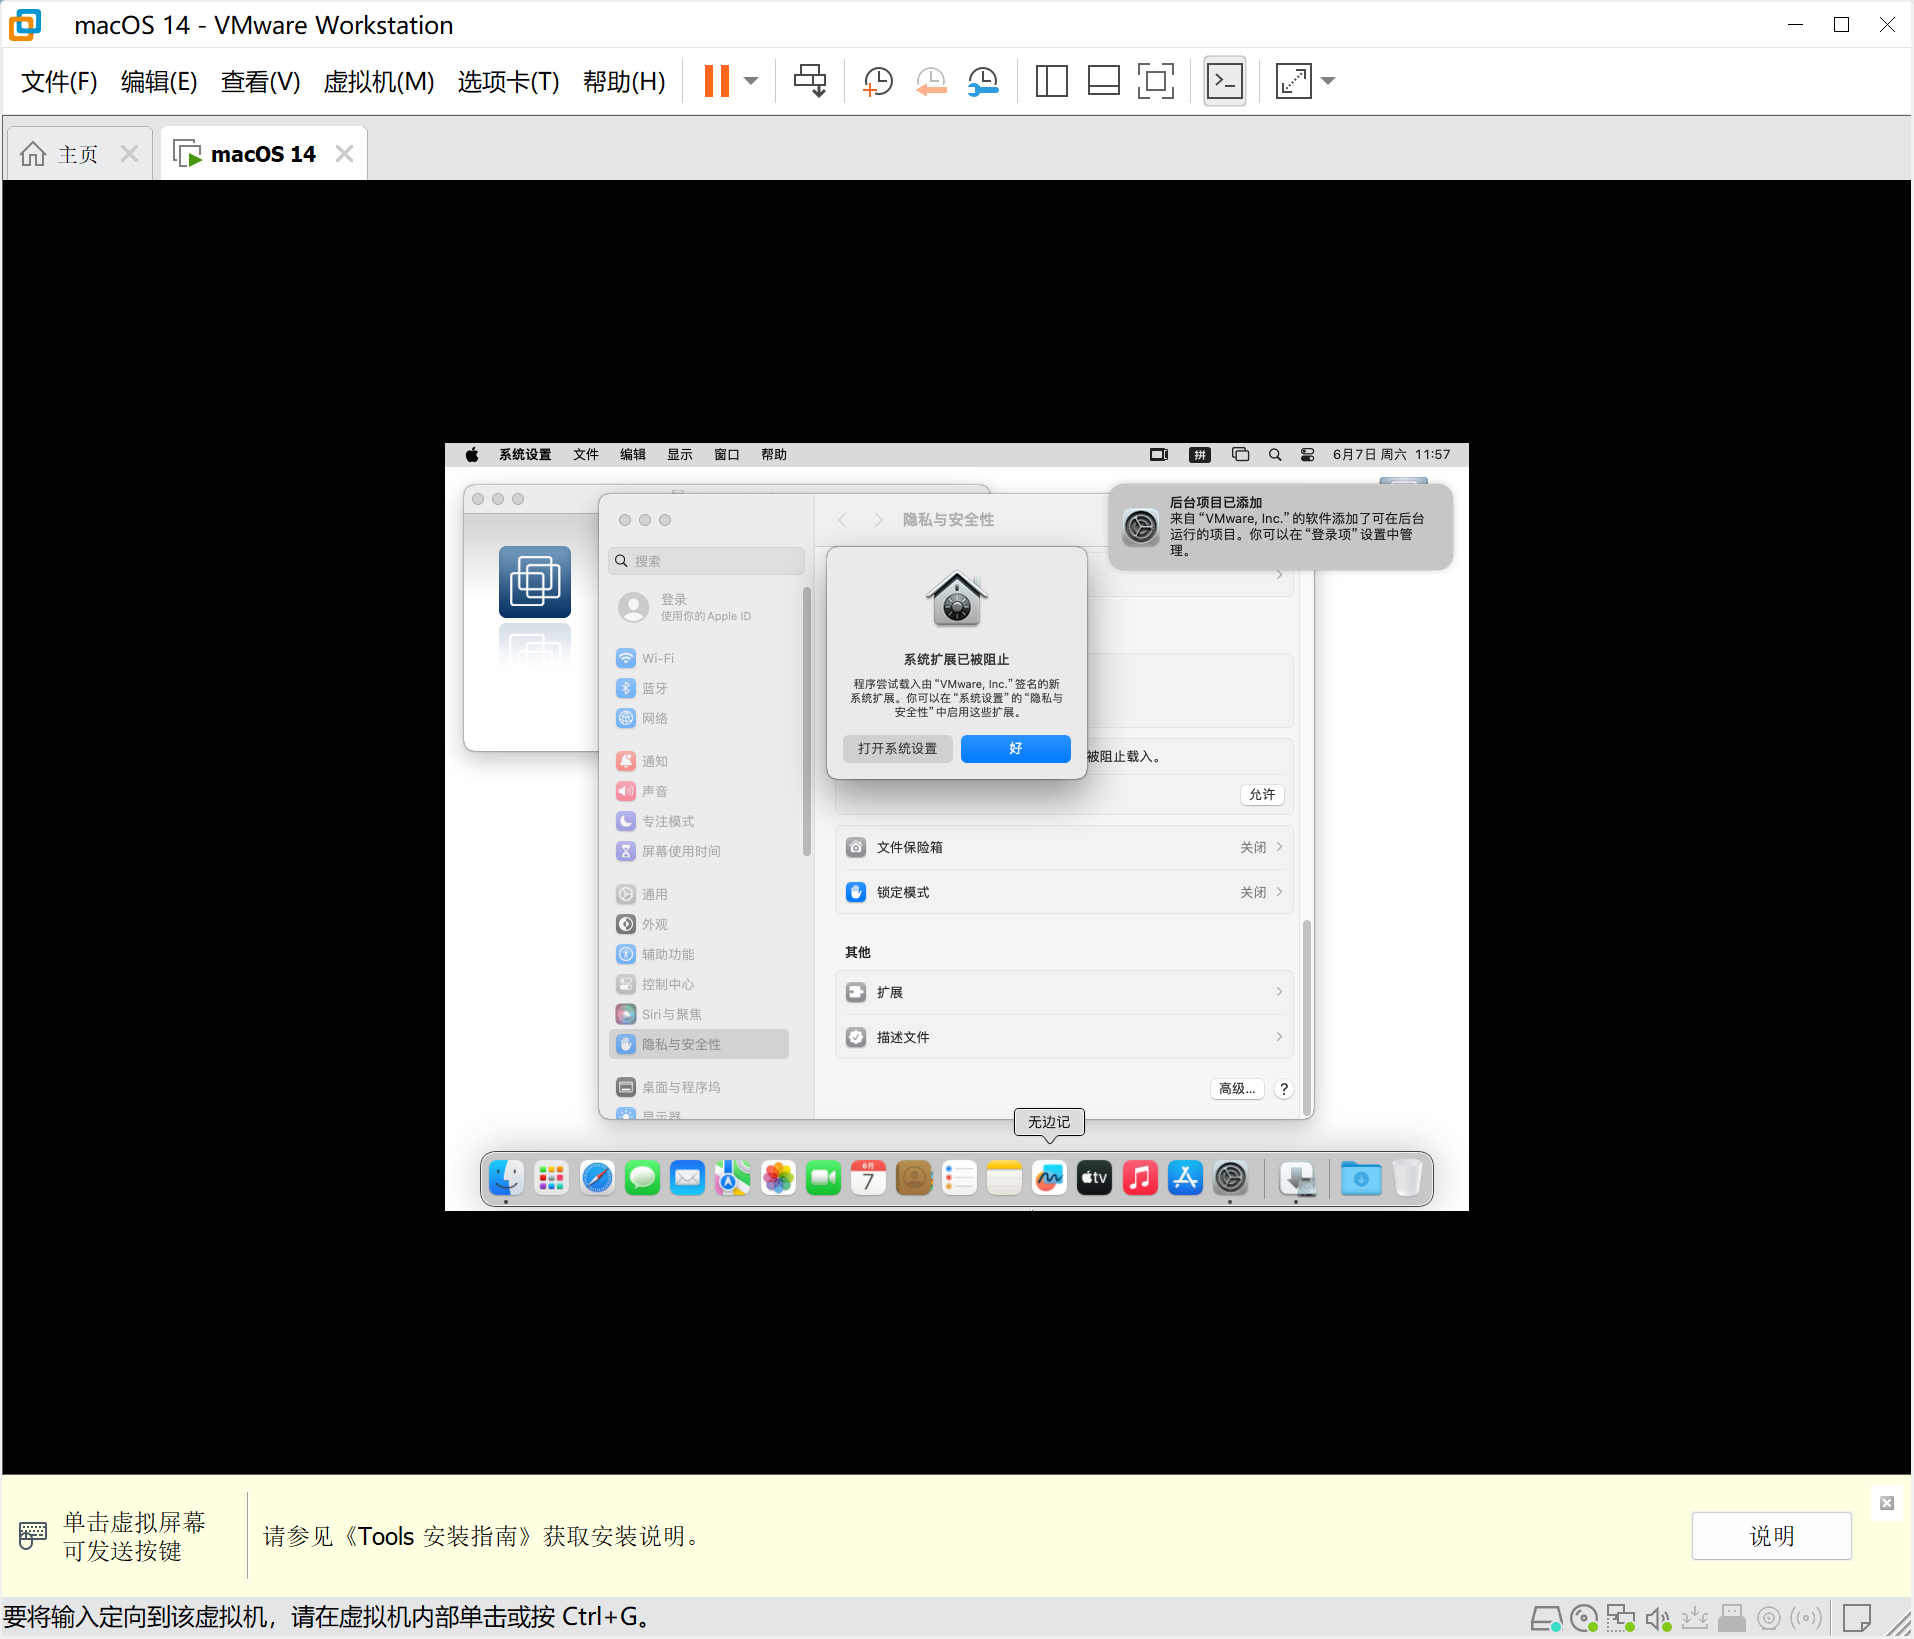 macOS 14 - VMware Workstation
文件(F) 编辑(E) 查看(V) 虚拟机(M) 选项卡(T) 帮助(H)
主页
macOS 14
系统设置 文件 编辑 显示 窗口 帮助
拼
6月7日 周六 11:57
后台项目已添加
来自“VMware, Inc.”的软件添加了可在后台
运行的项目。你可以在“登录项”设置中管
理。
隐私与安全性
搜索
登录
使用你的 Apple ID
Wi-Fi
蓝牙
网络
通知
声音
专注模式
屏幕使用时间
通用
外观
辅助功能
控制中心
Siri与聚焦
隐私与安全性
桌面与程序坞
显示器
系统扩展已被阻止
程序尝试载入由“VMware, Inc.”签名的新
系统扩展。你可以在“系统设置”的“隐私与
安全性”中启用这些扩展。
打开系统设置
好
被阻止载入。
允许
文件保险箱 关闭
锁定模式 关闭
其他
扩展
描述文件
高级... ?
无边记
6月
7
tv
单击虚拟屏幕
可发送按键
请参见《Tools 安装指南》获取安装说明。
说明
要将输入定向到该虚拟机，请在虚拟机内部单击或按 Ctrl+G。